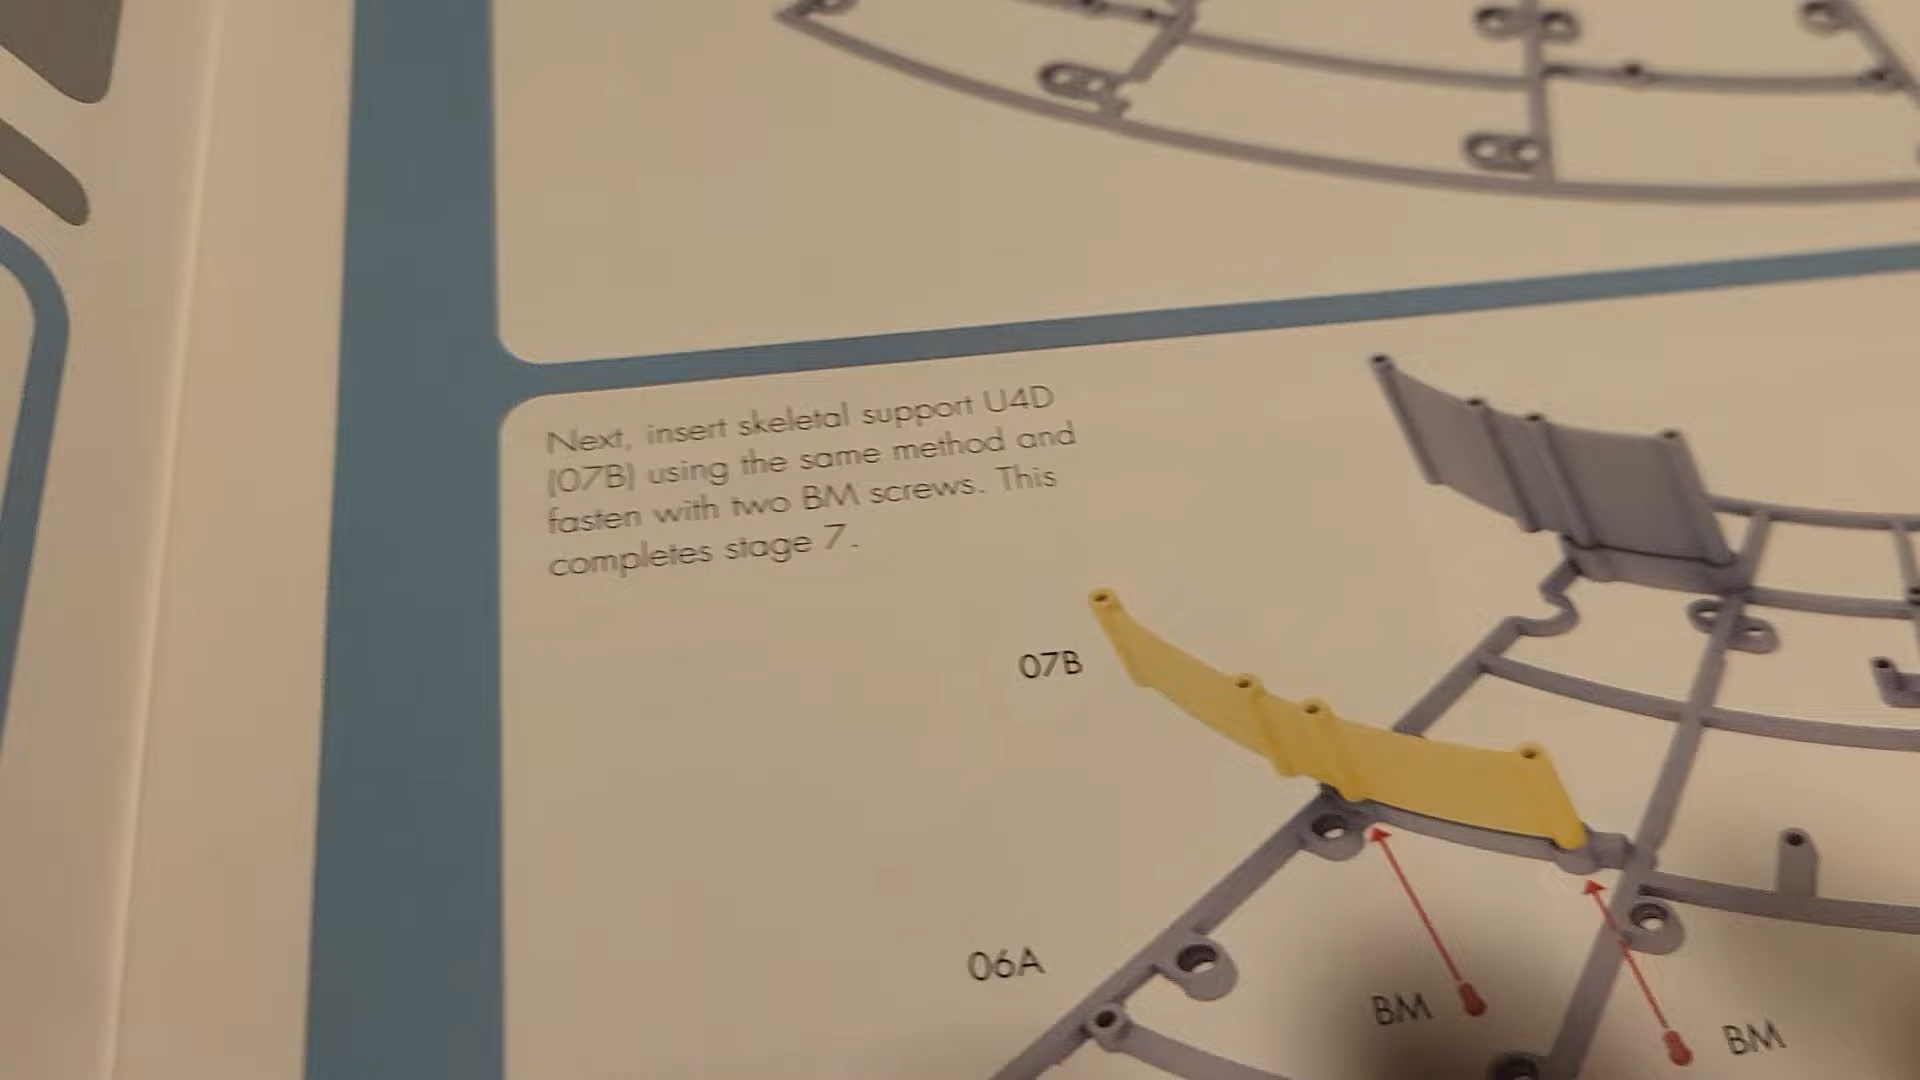 Next, insert skeletal support U4D
(07B) using the same method and
fasten with two BM screws. This
completes stage 7.
07B
06A
BM
BM